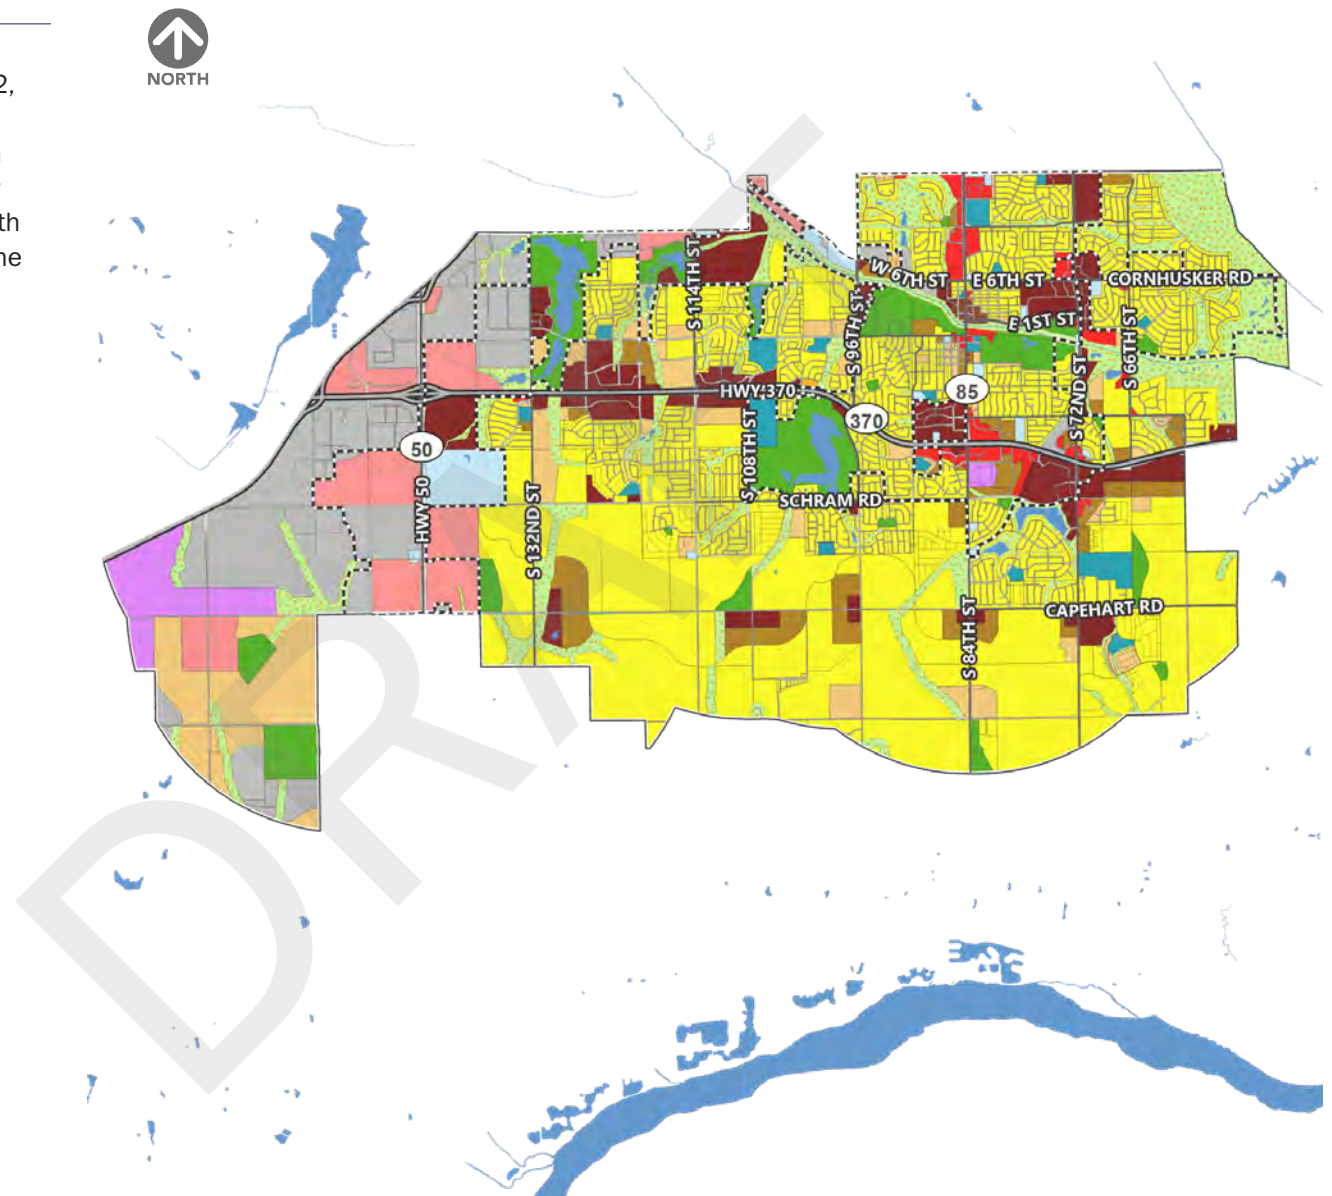 2,
th
ne
NORTH
W 6TH ST
E 6TH ST
CORNHUSKER RD
S 114TH ST
E 1ST ST
S 96TH ST
S 66TH ST
S 72ND ST
HWY 370
85
370
50
S 108TH ST
SCHRAM RD
HWY 50
S 132ND ST
CAPEHART RD
S 84TH ST
DRAFT